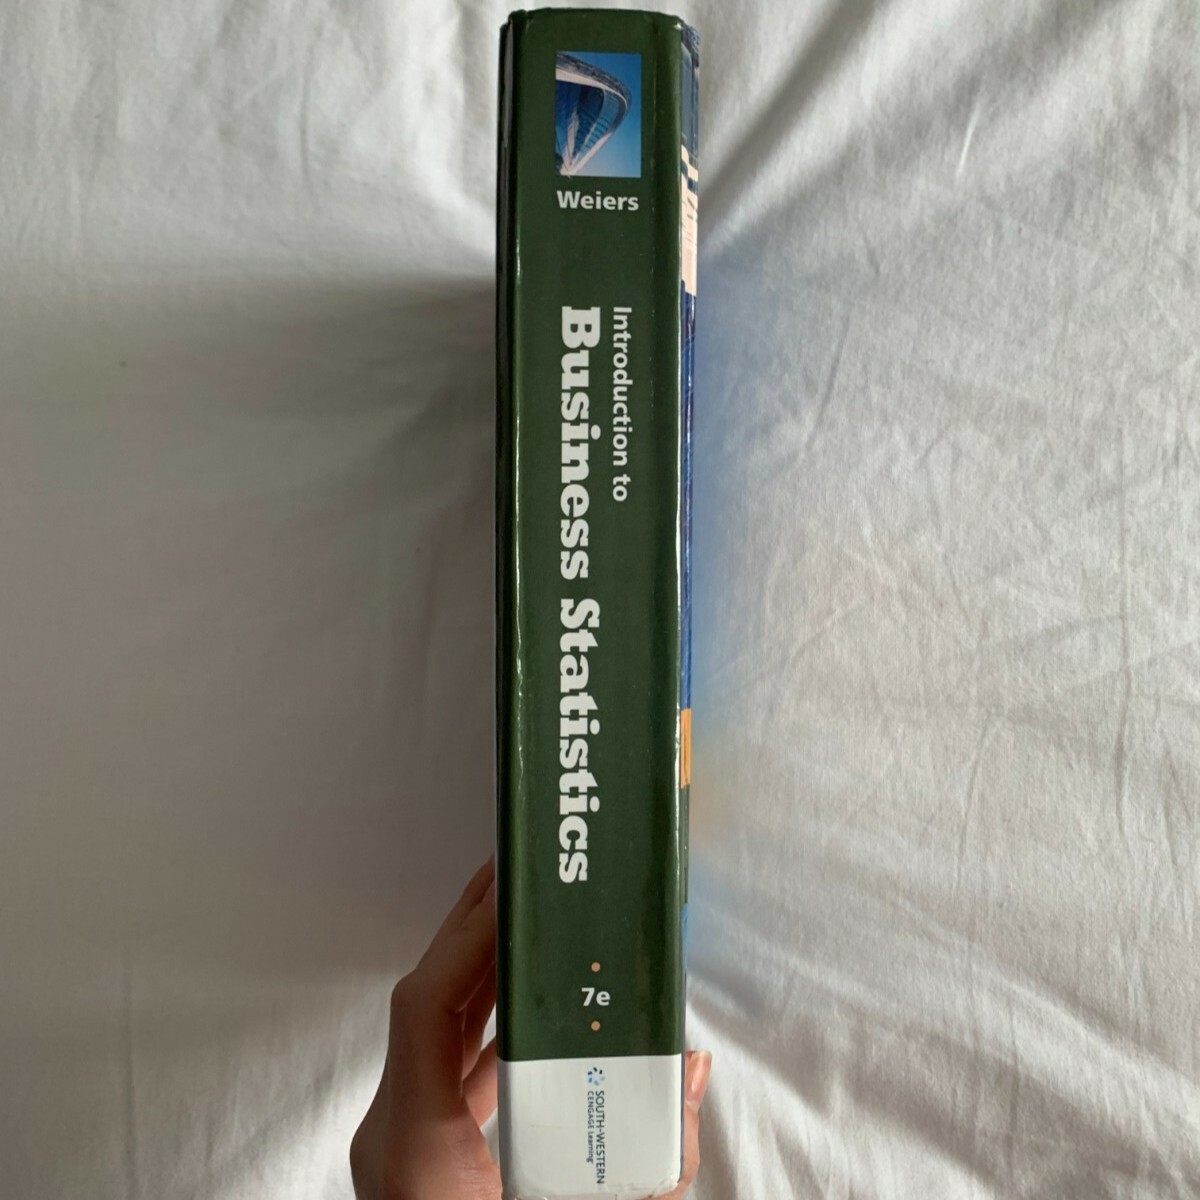 Weiers
Introduction to
Business Statistics
7e
SOUTH-WESTERN
CENGAGE Learning